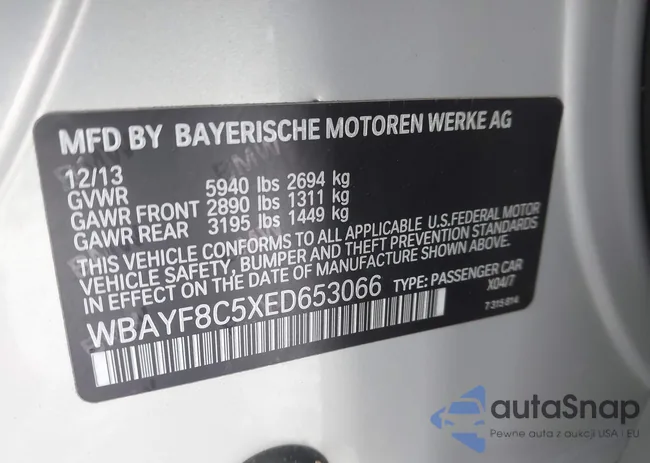 MFD BY BAYERISCHE MOTOREN WERKE AG
12/13
GVWR 5940 lbs 2694 kg
GAWR FRONT 2890 lbs 1311 kg
GAWR REAR 3195 lbs 1449 kg
THIS VEHICLE CONFORMS TO ALL APPLICABLE U.S.FEDERAL MOTOR
VEHICLE SAFETY, BUMPER AND THEFT PREVENTION STANDARDS
IN EFFECT ON THE DATE OF MANUFACTURE SHOWN ABOVE.
WBAYF8C5XED653066 TYPE: PASSENGER CAR
X04/7
7 315 814
autaSnap
Pewne auta z aukcji USA i EU